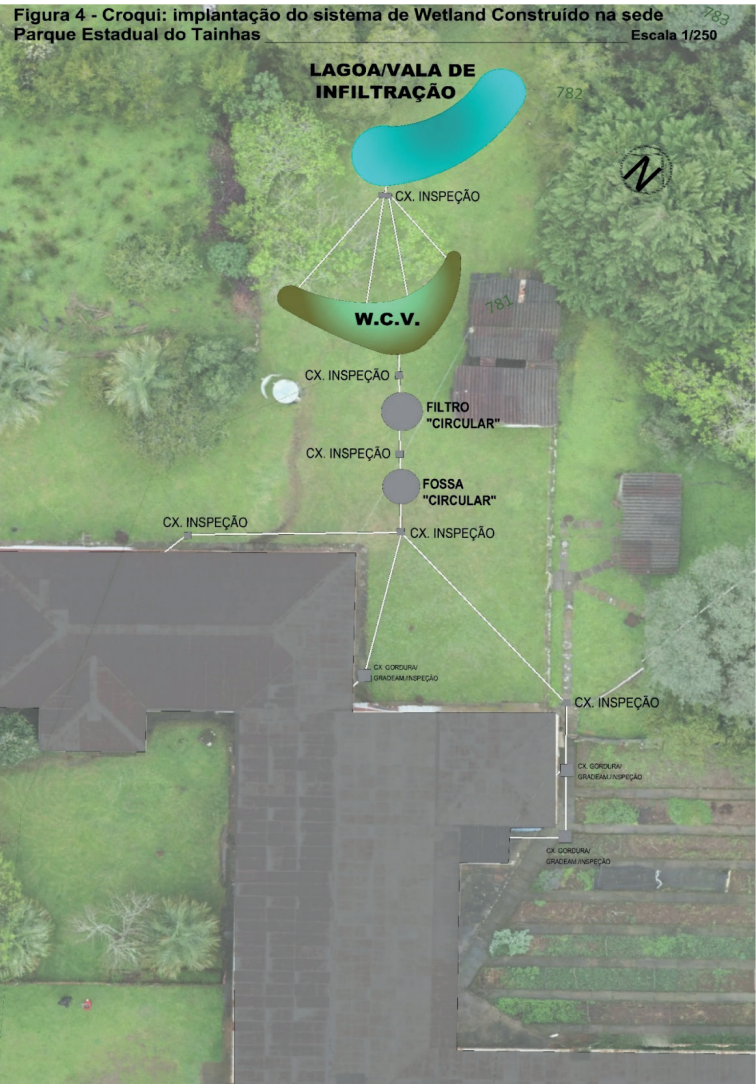 Figura 4 - Croqui: implantação do sistema de Wetland Construído na sede
Parque Estadual do Tainhas
Escala 1/250
783
LAGOA/VALA DE
INFILTRAÇÃO
782
N
CX. INSPEÇÃO
781
W.C.V.
CX. INSPEÇÃO
FILTRO
"CIRCULAR"
CX. INSPEÇÃO
FOSSA
"CIRCULAR"
CX. INSPEÇÃO
CX. INSPEÇÃO
CX GORDURA/
GRADEAM./INSPEÇÃO
CX. INSPEÇÃO
CX. GORDURA/
GRADEAM./INSPEÇÃO
CX GORDURA/
GRADEAM./INSPEÇÃO